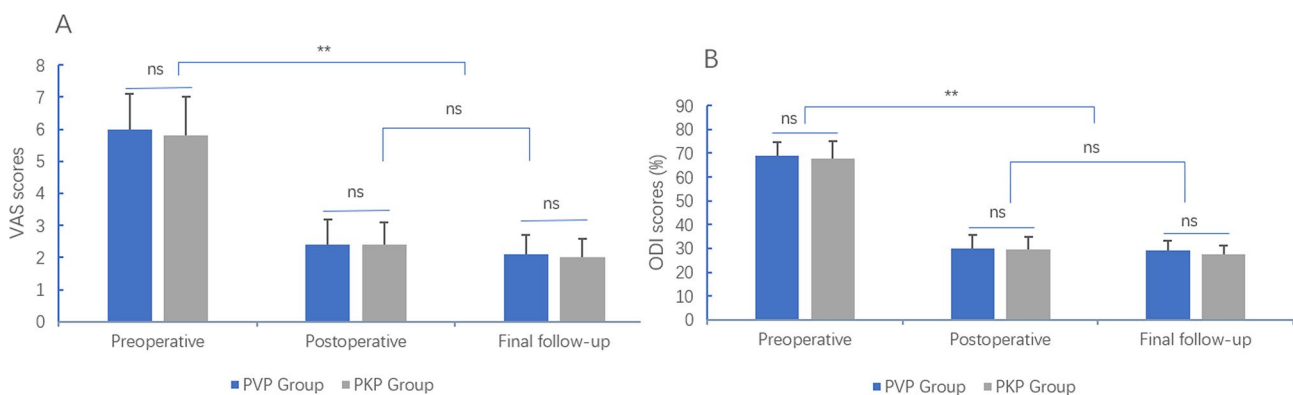 A
**
8
ns
7
ns
6
5
ns
ns
4
3
2
1
0
VAS scores
Preoperative Postoperative Final follow-up
PVP Group PKP Group
B
**
90
ns
80
ns
70
60
50
ns
ns
40
30
20
10
0
ODI scores (%)
Preoperative Postoperative Final follow-up
PVP Group PKP Group